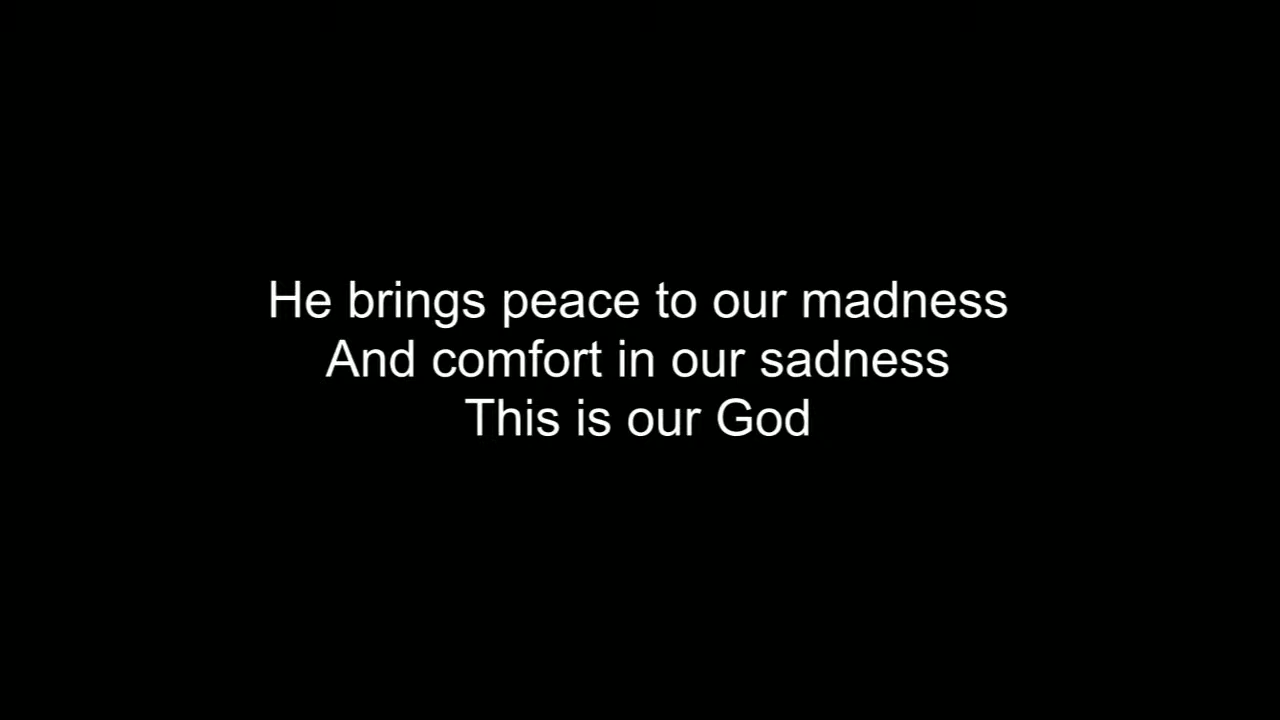 He brings peace to our madness
And comfort in our sadness
This is our God